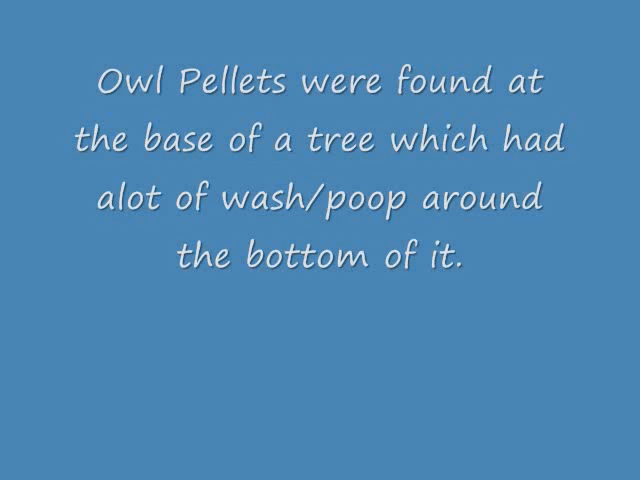 Owl Pellets were found at
the base of a tree which had
alot of wash/poop around
the bottom of it.